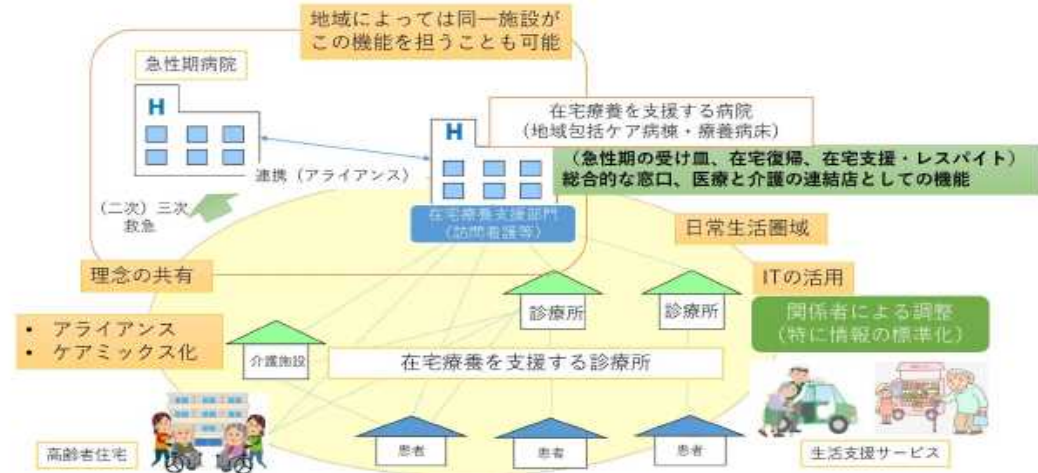 地域によっては同一施設が
この機能を担うことも可能
急性期病院
H
H
在宅療養を支援する病院
（地域包括ケア病棟・療養病床）
（急性期の受け皿、在宅復帰、在宅支援・レスパイト）
総合的な窓口、医療と介護の連結店としての機能
連携（アライアンス）
（二次）三次
救急
在宅療養支援部門
（訪問看護等）
日常生活圏域
理念の共有
ITの活用
診療所
診療所
関係者による調整
（特に情報の標準化）
• アライアンス
• ケアミックス化
介護施設
在宅療養を支援する診療所
高齢者住宅
患者
患者
患者
生活支援サービス